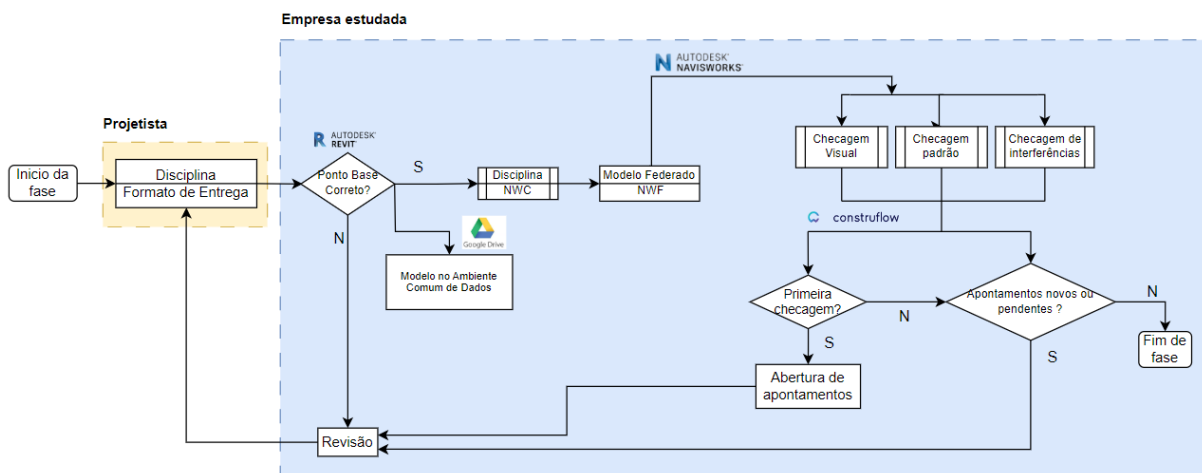 Empresa estudada
AUTODESK®
NAVISWORKS®
Projetista
AUTODESK®
REVIT®
Checagem
Visual
Checagem
padrão
Checagem de
interferências
Inicio da
fase
Disciplina
Formato de Entrega
Ponto Base
Correto?
S
Disciplina
NWC
Modelo Federado
NWF
construflow
N
Google Drive
Modelo no Ambiente
Comum de Dados
Primeira
checagem?
N
Apontamentos novos ou
pendentes ?
N
S
S
Fim de
fase
Abertura de
apontamentos
Revisão